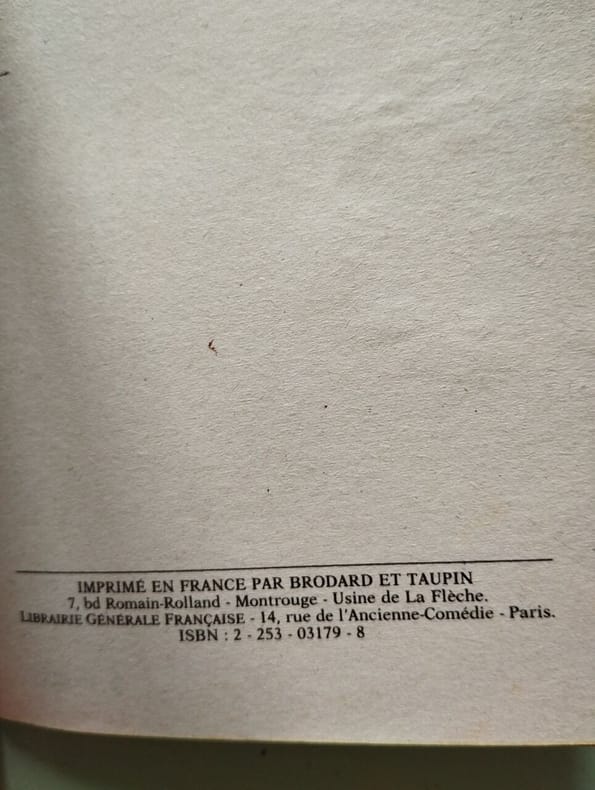 IMPRIMÉ EN FRANCE PAR BRODARD ET TAUPIN
7, bd Romain-Rolland - Montrouge - Usine de La Flèche.
LIBRAIRIE GÉNÉRALE FRANÇAISE - 14, rue de l'Ancienne-Comédie - Paris.
ISBN : 2 - 253 - 03179 - 8